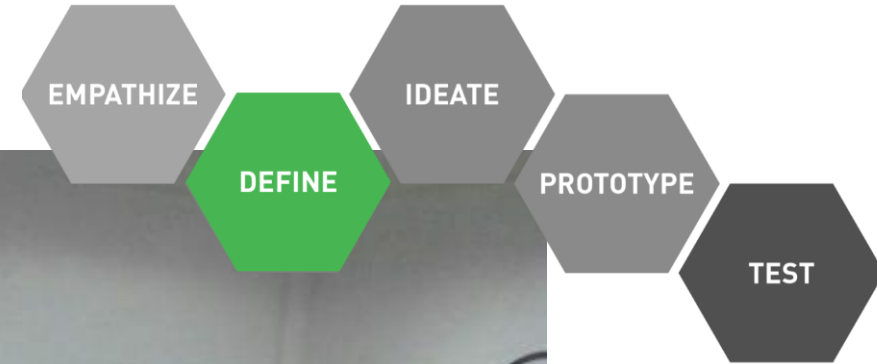 EMPATHIZE
DEFINE
IDEATE
PROTOTYPE
TEST